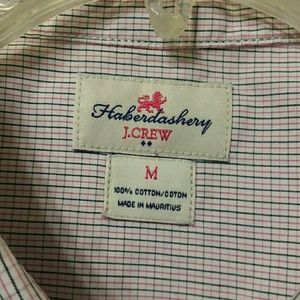 Haberdashery
J.CREW
M
100% COTTON/COTON
MADE IN MAURITIUS